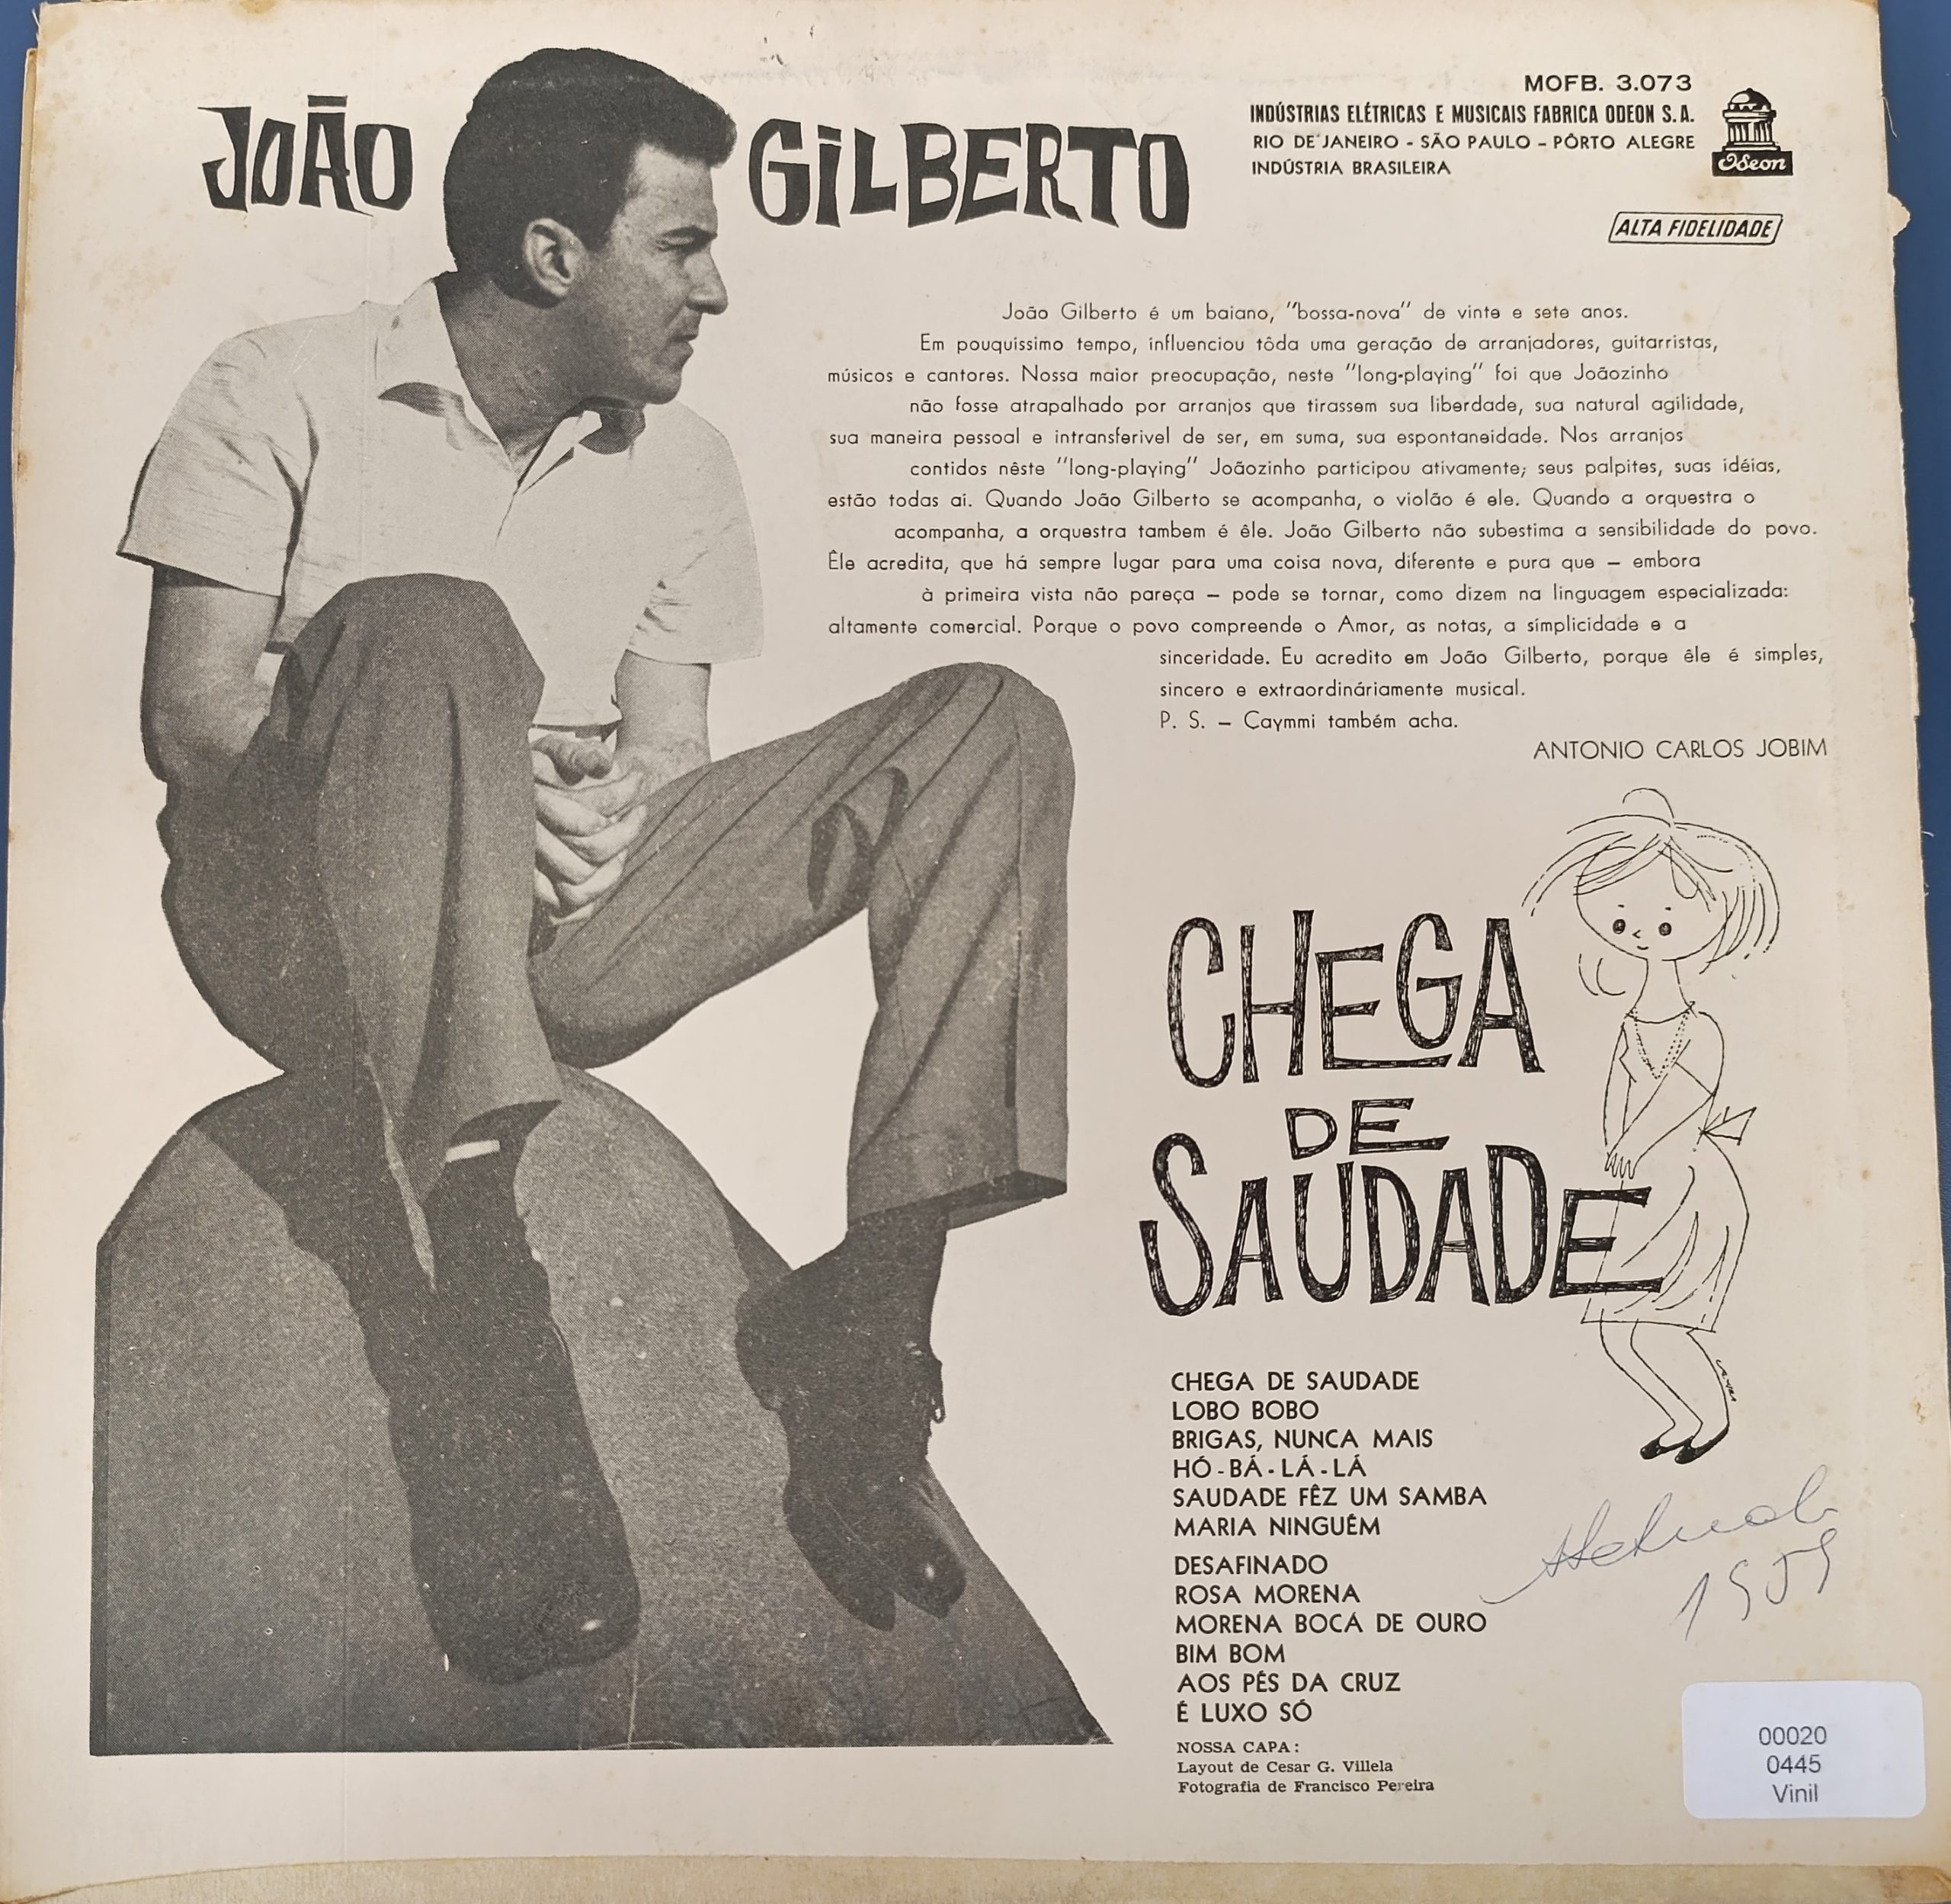 JOÃO GILBERTO
MOFB. 3.073
INDÚSTRIAS ELÉTRICAS E MUSICAIS FABRICA ODEON S.A.
RIO DE JANEIRO - SÃO PAULO - PÔRTO ALEGRE
INDÚSTRIA BRASILEIRA
Odeon
ALTA FIDELIDADE
João Gilberto é um baiano, "bossa-nova" de vinte e sete anos.
Em pouquissimo tempo, influenciou tôda uma geração de arranjadores, guitarristas,
músicos e cantores. Nossa maior preocupação, neste "long-playing" foi que Joãozinho
não fosse atrapalhado por arranjos que tirassem sua liberdade, sua natural agilidade,
sua maneira pessoal e intransferivel de ser, em suma, sua espontaneidade. Nos arranjos
contidos nêste "long-playing" Joãozinho participou ativamente; seus palpites, suas idéias,
estão todas aí. Quando João Gilberto se acompanha, o violão é ele. Quando a orquestra o
acompanha, a orquestra tambem é êle. João Gilberto não subestima a sensibilidade do povo.
Êle acredita, que há sempre lugar para uma coisa nova, diferente e pura que — embora
à primeira vista não pareça — pode se tornar, como dizem na linguagem especializada:
altamente comercial. Porque o povo compreende o Amor, as notas, a simplicidade e a
sinceridade. Eu acredito em João Gilberto, porque êle é simples,
sincero e extraordináriamente musical.
P. S. — Caymmi também acha.
ANTONIO CARLOS JOBIM
CHEGA
DE
SAUDADE
CHEGA DE SAUDADE
LOBO BOBO
BRIGAS, NUNCA MAIS
HÓ-BÁ-LÁ-LÁ
SAUDADE FÊZ UM SAMBA
MARIA NINGUÉM
DESAFINADO
ROSA MORENA
MORENA BOCA DE OURO
BIM BOM
AOS PÉS DA CRUZ
É LUXO SÓ
1959
NOSSA CAPA:
Layout de Cesar G. Villela
Fotografia de Francisco Pereira
00020
0445
Vinil